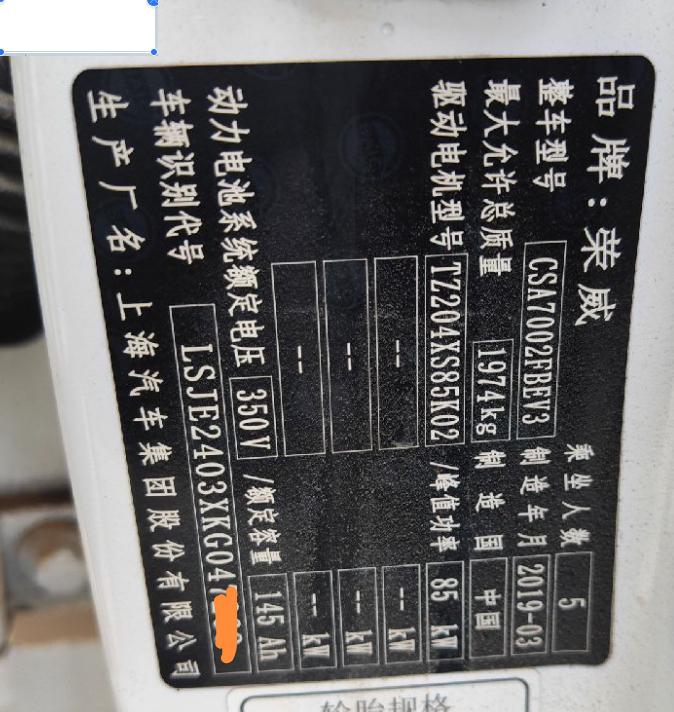 品牌：荣威
乘坐人数 5
整车型号 CSA7002FBEV3 制造年月 2019-03
最大允许总质量 1974kg 制造国 中国
驱动电机型号 TZ204XS85K02 /峰值功率 85 kW
-- -- kW
-- -- kW
-- -- kW
动力电池系统额定电压 350V /额定容量 145 Ah
车辆识别代号 LSJE2403XKG047
生产厂名：上海汽车集团股份有限公司
轮胎规格